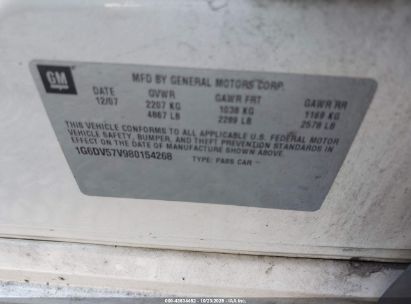 GM
MFD BY GENERAL MOTORS CORP.
DATE GVWR GAWR FRT GAWR RR
12/07 2207 KG 1038 KG 1169 KG
4867 LB 2289 LB 2578 LB
THIS VEHICLE CONFORMS TO ALL APPLICABLE U.S. FEDERAL MOTOR
VEHICLE SAFETY, BUMPER, AND THEFT PREVENTION STANDARDS IN
EFFECT ON THE DATE OF MANUFACTURE SHOWN ABOVE.
1G6DV57V980154268 TYPE: PASS CAR